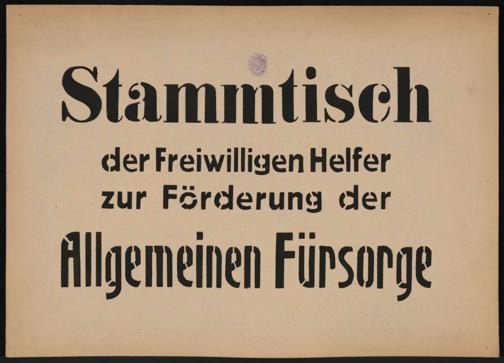 Stammtisch
der Freiwilligen Helfer
zur Förderung der
Allgemeinen Fürsorge